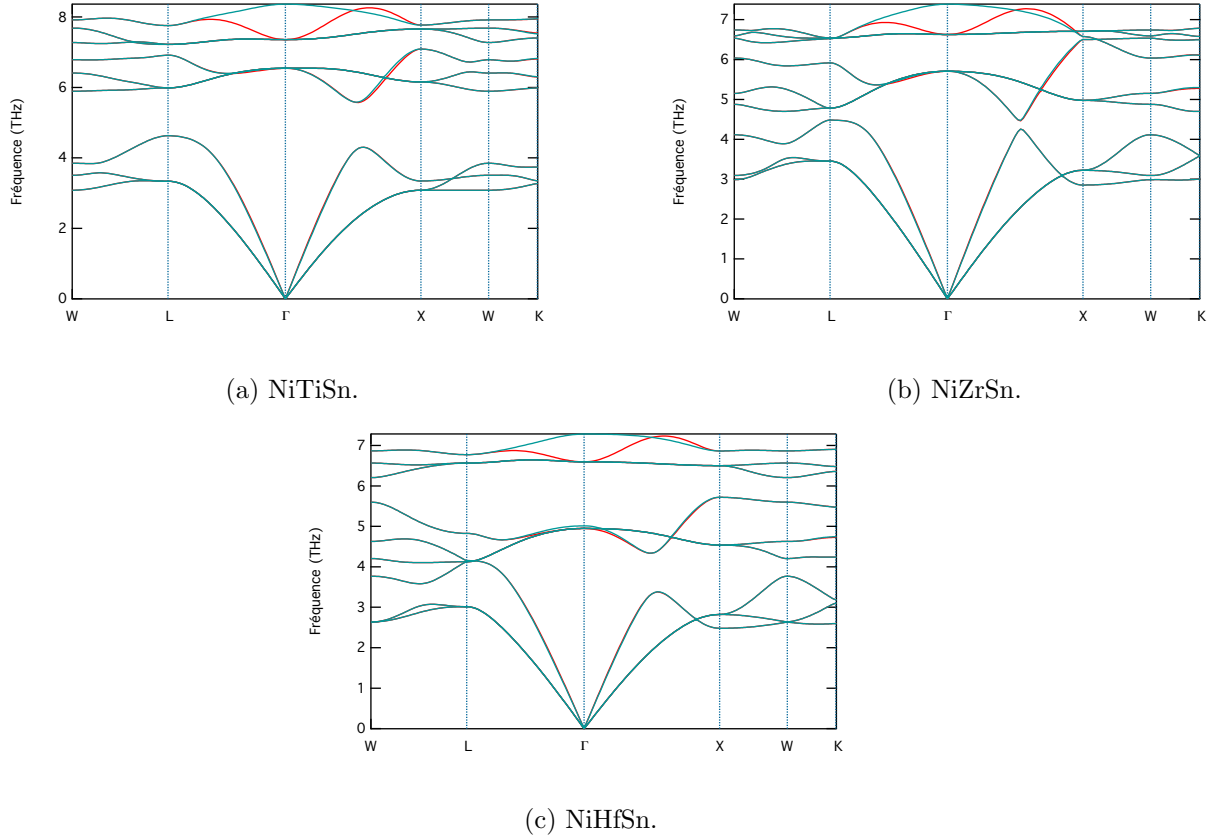 8
6
4
2
0
Fréquence (THz)
W L Γ X W K
(a) NiTiSn.
7
6
5
4
3
2
1
0
Fréquence (THz)
W L Γ X W K
(b) NiZrSn.
7
6
5
4
3
2
1
0
Fréquence (THz)
W L Γ X W K
(c) NiHfSn.